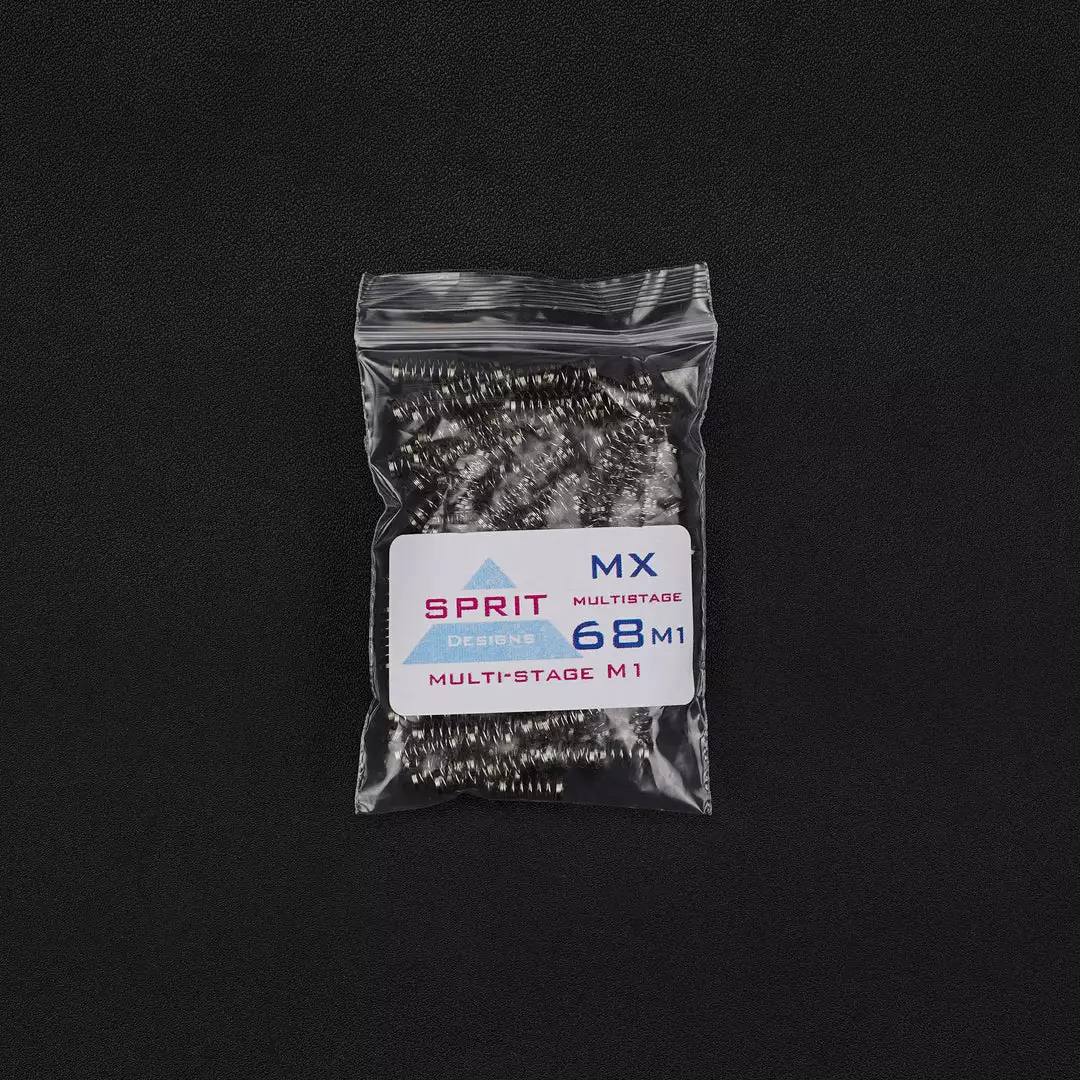 SPRIT
Designs
MULTI-STAGE M1
MX
MULTISTAGE
68M1